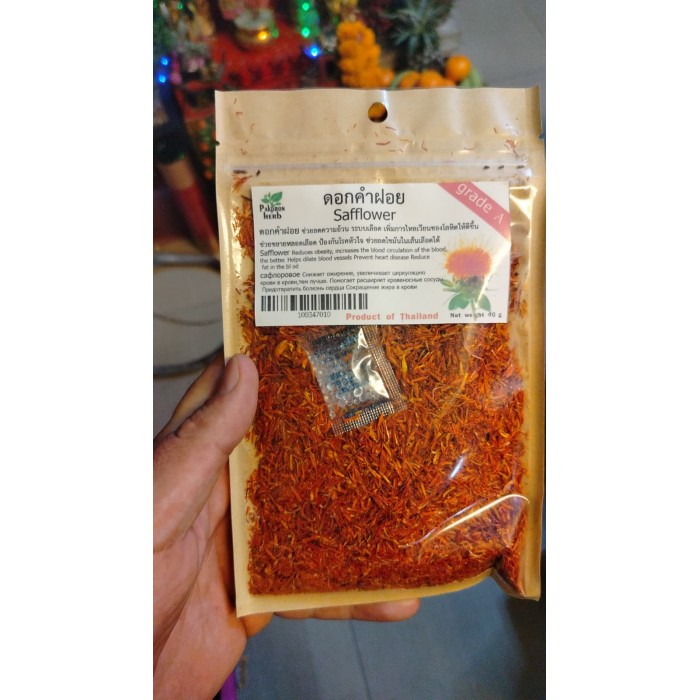 Pakdron
HERB
ดอกคำฝอย
Safflower
grade A
ดอกคำฝอย ช่วยลดความอ้วน ระบบเลือด เพิ่มการไหลเวียนของโลหิตให้ดีขึ้น
ช่วยขยายหลอดเลือด ป้องกันโรคหัวใจ ช่วยลดไขมันในเส้นเลือดได้
Safflower Reduces obesity, increases the blood circulation of the blood,
the better. Helps dilate blood vessels Prevent heart disease Reduce
fat in the bl od
сафлоровое Снижает ожирение, увеличивает циркуляцию
крови в крови,тем лучше. Помогает расширяет кровеносные сосуды
Предотвратить болезнь сердца Сокращение жира в крови
100347010
Product of Thailand
Net weight 40 g